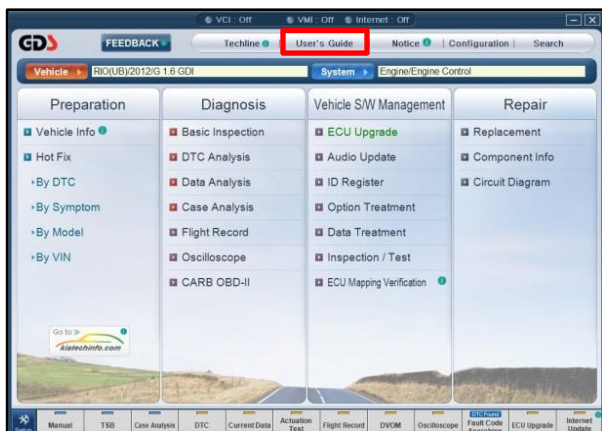 VCI : Off VMI : Off Internet : Off
GDS FEEDBACK Techline User's Guide Notice Configuration Search
Vehicle RIO(UB)/2012/G 1.6 GDI System Engine/Engine Control
Preparation
Vehicle Info
Hot Fix
By DTC
By Symptom
By Model
By VIN
Go to
kiatechinfo.com
Diagnosis
Basic Inspection
DTC Analysis
Data Analysis
Case Analysis
Flight Record
Oscilloscope
CARB OBD-II
Vehicle S/W Management
ECU Upgrade
Audio Update
ID Register
Option Treatment
Data Treatment
Inspection / Test
ECU Mapping Verification
Repair
Replacement
Component Info
Circuit Diagram
Setup
Manual
TSB
Case Analysis
DTC
Current Data
Actuation
Test
Flight Record
DVOM
Oscilloscope
DTC Found
Fault Code
Searching
ECU Upgrade
Internet
Update